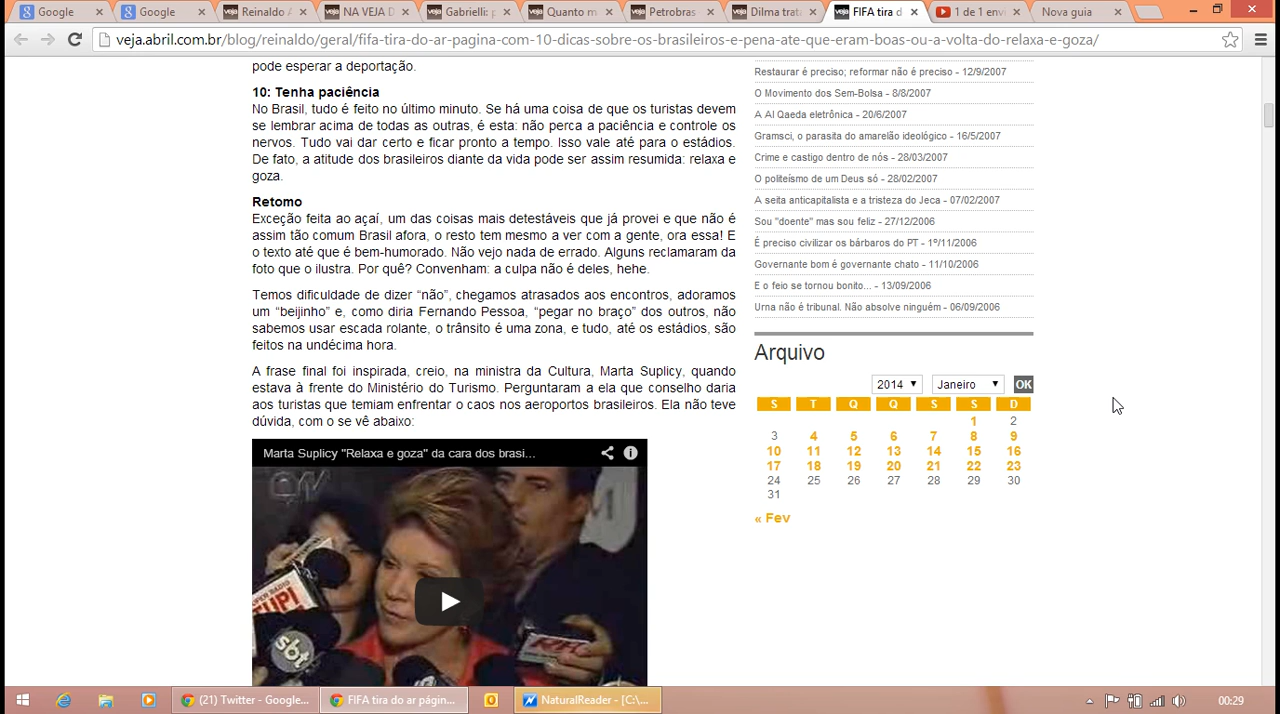 Google
Google
Reinaldo A
NA VEJA D
Gabrielli: p
Quanto m
Petrobras
Dilma trata
FIFA tira d
1 de 1 envi
Nova guia
veja.abril.com.br/blog/reinaldo/geral/fifa-tira-do-ar-pagina-com-10-dicas-sobre-os-brasileiros-e-pena-ate-que-eram-boas-ou-a-volta-do-relaxa-e-goza/
pode esperar a deportação.
10: Tenha paciência
No Brasil, tudo é feito no último minuto. Se há uma coisa de que os turistas devem
se lembrar acima de todas as outras, é esta: não perca a paciência e controle os
nervos. Tudo vai dar certo e ficar pronto a tempo. Isso vale até para o estádios.
De fato, a atitude dos brasileiros diante da vida pode ser assim resumida: relaxa e
goza.
Retomo
Exceção feita ao açaí, um das coisas mais detestáveis que já provei e que não é
assim tão comum Brasil afora, o resto tem mesmo a ver com a gente, ora essa! E
o texto até que é bem-humorado. Não vejo nada de errado. Alguns reclamaram da
foto que o ilustra. Por quê? Convenham: a culpa não é deles, hehe.
Temos dificuldade de dizer “não”, chegamos atrasados aos encontros, adoramos
um “beijinho” e, como diria Fernando Pessoa, “pegar no braço” dos outros, não
sabemos usar escada rolante, o trânsito é uma zona, e tudo, até os estádios, são
feitos na undécima hora.
A frase final foi inspirada, creio, na ministra da Cultura, Marta Suplicy, quando
estava à frente do Ministério do Turismo. Perguntaram a ela que conselho daria
aos turistas que temiam enfrentar o caos nos aeroportos brasileiros. Ela não teve
dúvida, com o se vê abaixo:
Marta Suplicy "Relaxa e goza" da cara dos brasi...
TUPI
sbt
Restaurar é preciso; reformar não é preciso - 12/9/2007
O Movimento dos Sem-Bolsa - 8/8/2007
A Al Qaeda eletrônica - 20/6/2007
Gramsci, o parasita do amarelão ideológico - 16/5/2007
Crime e castigo dentro de nós - 28/03/2007
O politeísmo de um Deus só - 28/02/2007
A seita anticapitalista e a tristeza do Jeca - 07/02/2007
Sou "doente" mas sou feliz - 27/12/2006
É preciso civilizar os bárbaros do PT - 1º/11/2006
Governante bom é governante chato - 11/10/2006
E o feio se tornou bonito... - 13/09/2006
Urna não é tribunal. Não absolve ninguém - 06/09/2006
Arquivo
2014 Janeiro OK
S T Q Q S S D
1 2
3 4 5 6 7 8 9
10 11 12 13 14 15 16
17 18 19 20 21 22 23
24 25 26 27 28 29 30
31
« Fev
(21) Twitter - Google...
FIFA tira do ar págin...
NaturalReader - [C:\...
00:29